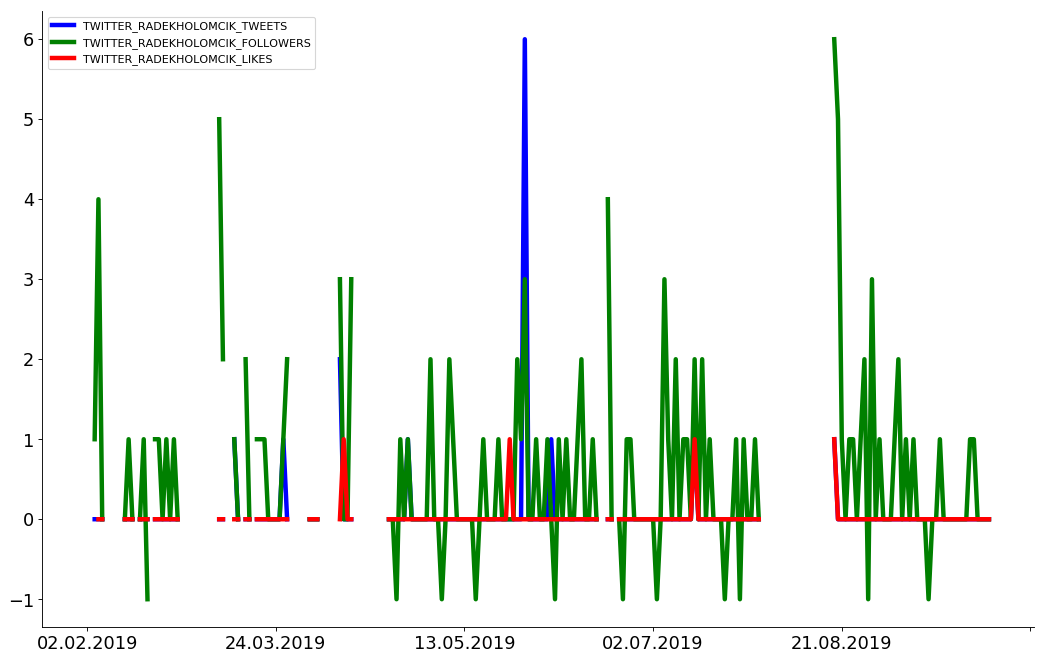 TWITTER_RADEKHOLOMCIK_TWEETS
TWITTER_RADEKHOLOMCIK_FOLLOWERS
TWITTER_RADEKHOLOMCIK_LIKES
6
5
4
3
2
1
0
−1
02.02.2019 24.03.2019 13.05.2019 02.07.2019 21.08.2019